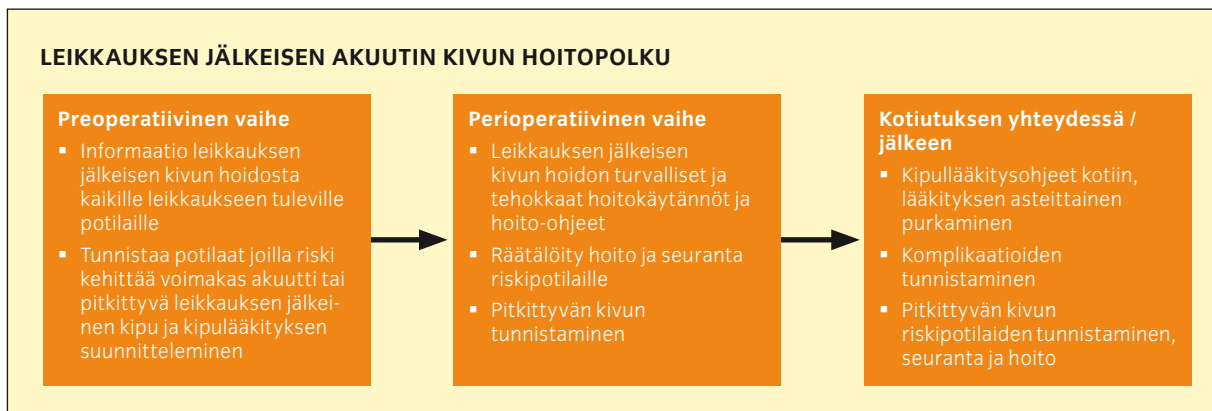 LEIKKAUKSEN JÄLKEISEN AKUUTIN KIVUN HOITOPOLKU
Preoperatiivinen vaihe
▪ Informaatio leikkauksen
jälkeisen kivun hoidosta
kaikille leikkaukseen tuleville
potilaille
▪ Tunnistaa potilaat joilla riski
kehittää voimakas akuutti tai
pitkittyvä leikkauksen jälkei-
nen kipu ja kipulääkityksen
suunnitteleminen
Perioperatiivinen vaihe
▪ Leikkauksen jälkeisen
kivun hoidon turvalliset ja
tehokkaat hoitokäytännöt ja
hoito-ohjeet
▪ Räätälöity hoito ja seuranta
riskipotilaille
▪ Pitkittyvän kivun
tunnistaminen
Kotiutuksen yhteydessä /
jälkeen
▪ Kipullääkitysohjeet kotiin,
lääkityksen asteittainen
purkaminen
▪ Komplikaatioiden
tunnistaminen
▪ Pitkittyvän kivun
riskipotilaiden tunnistaminen,
seuranta ja hoito